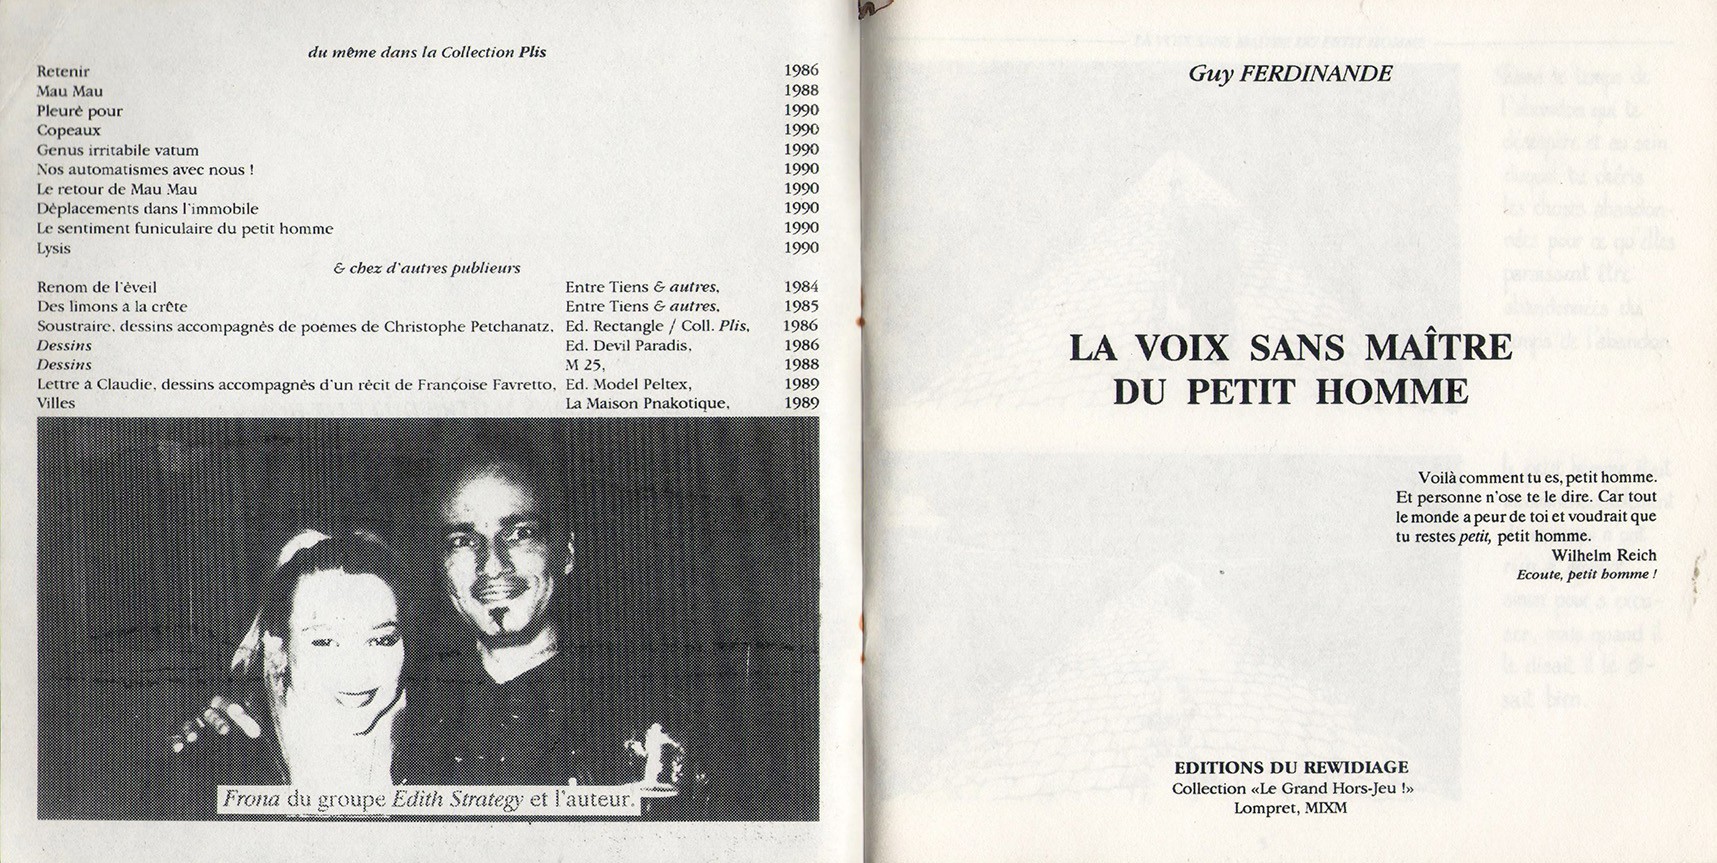 du même dans la Collection Plis
Retenir 1986
Mau Mau 1988
Pleuré pour 1990
Copeaux 1990
Genus irritabile vatum 1990
Nos automatismes avec nous ! 1990
Le retour de Mau Mau 1990
Déplacements dans l'immobile 1990
Le sentiment funiculaire du petit homme 1990
Lysis 1990
& chez d'autres publieurs
Renom de l'éveil Entre Tiens & autres, 1984
Des limons à la crête Entre Tiens & autres, 1985
Soustraire, dessins accompagnés de poèmes de Christophe Petchanatz, Ed. Rectangle / Coll. Plis, 1986
Dessins Ed. Devil Paradis, 1986
Dessins M 25, 1988
Lettre à Claudie, dessins accompagnés d'un récit de Françoise Favretto, Ed. Model Peltex, 1989
Villes La Maison Pnakotique, 1989
Frona du groupe Edith Strategy et l'auteur.
Guy FERDINANDE
LA VOIX SANS MAÎTRE
DU PETIT HOMME
Voilà comment tu es, petit homme.
Et personne n'ose te le dire. Car tout
le monde a peur de toi et voudrait que
tu restes petit, petit homme.
Wilhelm Reich
Ecoute, petit homme !
EDITIONS DU REWIDIAGE
Collection «Le Grand Hors-Jeu !»
Lompret, MIXM